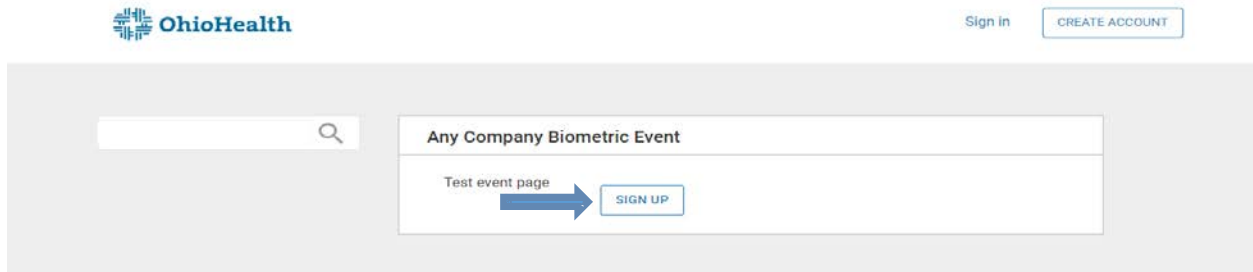 OhioHealth
Sign in
CREATE ACCOUNT
Any Company Biometric Event
Test event page
SIGN UP